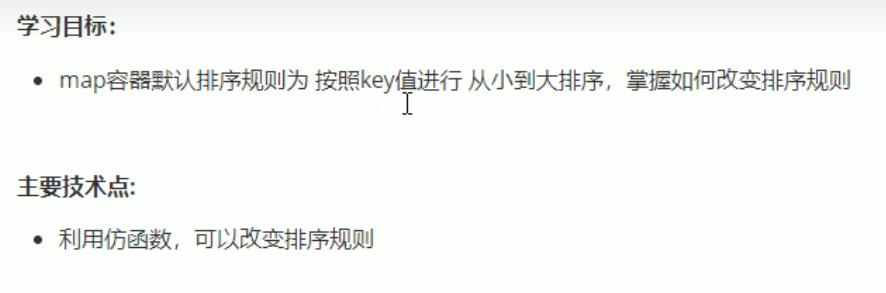 学习目标：
• map容器默认排序规则为 按照key值进行 从小到大排序，掌握如何改变排序规则
主要技术点:
• 利用仿函数，可以改变排序规则